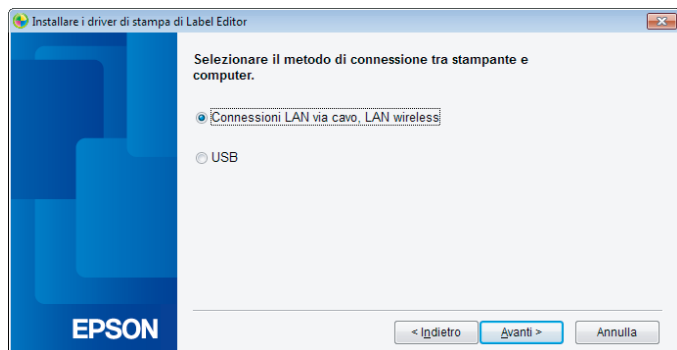 Installare i driver di stampa di Label Editor
Selezionare il metodo di connessione tra stampante e
computer.
Connessioni LAN via cavo, LAN wireless
USB
EPSON
< Indietro
Avanti >
Annulla